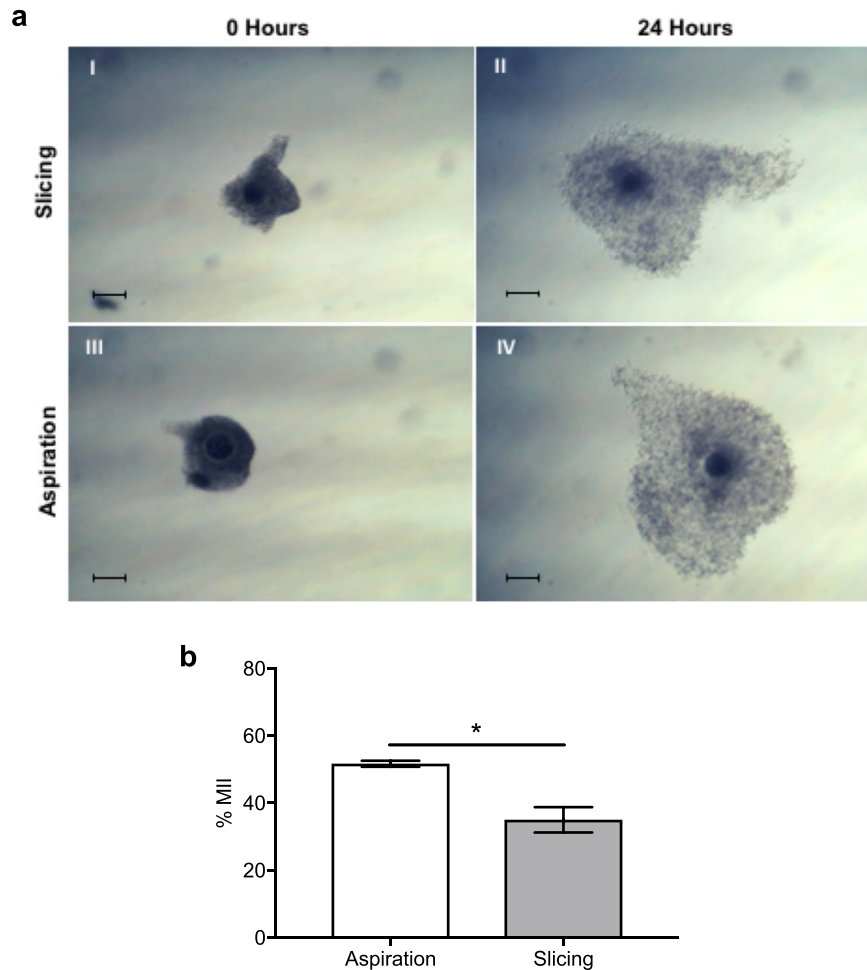 a
0 Hours 24 Hours
Slicing
I
II
Aspiration
III
IV
b
80
60
40
20
0
% MII
*
Aspiration Slicing